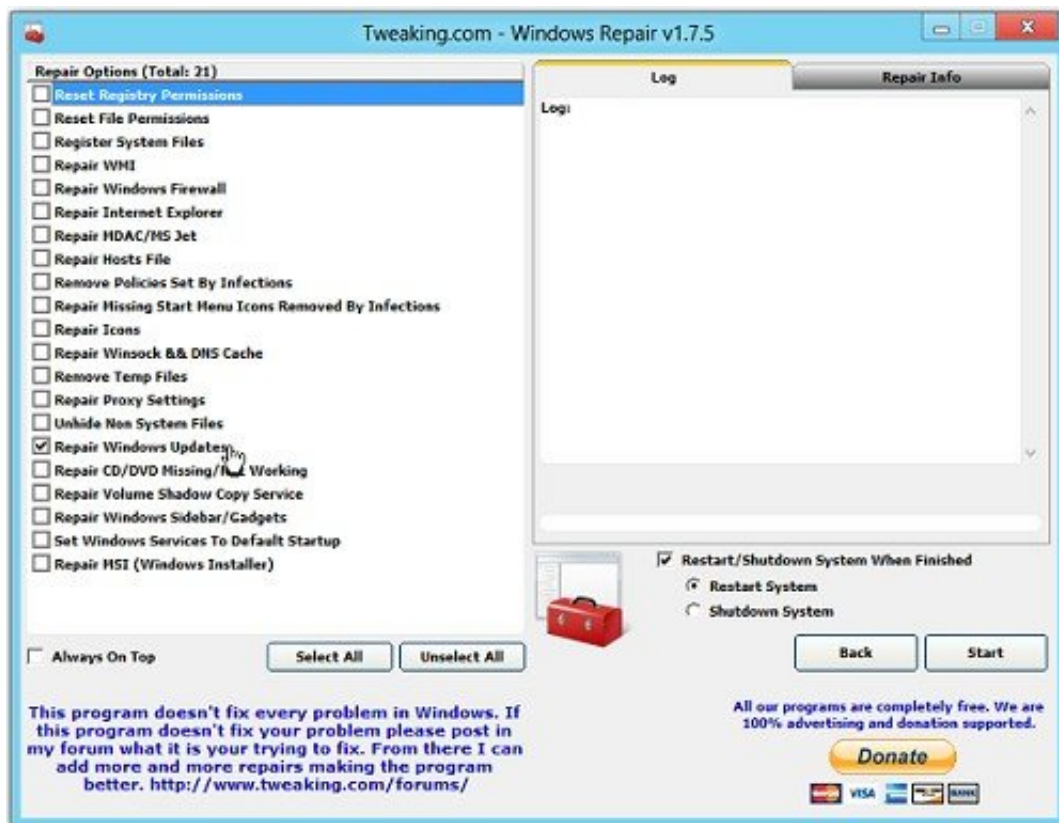 Tweaking.com - Windows Repair v1.7.5
Repair Options (Total: 21)
Reset Registry Permissions
Reset File Permissions
Register System Files
Repair WMI
Repair Windows Firewall
Repair Internet Explorer
Repair MDAC/MS Jet
Repair Hosts File
Remove Policies Set By Infections
Repair Missing Start Menu Icons Removed By Infections
Repair Icons
Repair Winsock && DNS Cache
Remove Temp Files
Repair Proxy Settings
Unhide Non System Files
Repair Windows Updates
Repair CD/DVD Missing/Not Working
Repair Volume Shadow Copy Service
Repair Windows Sidebar/Gadgets
Set Windows Services To Default Startup
Repair MSI (Windows Installer)
Always On Top
Select All
Unselect All
This program doesn't fix every problem in Windows. If
this program doesn't fix your problem please post in
my forum what it is your trying to fix. From there I can
add more and more repairs making the program
better. http://www.tweaking.com/forums/
Log
Repair Info
Log:
Restart/Shutdown System When Finished
Restart System
Shutdown System
Back
Start
All our programs are completely free. We are
100% advertising and donation supported.
Donate
VISA
BANK